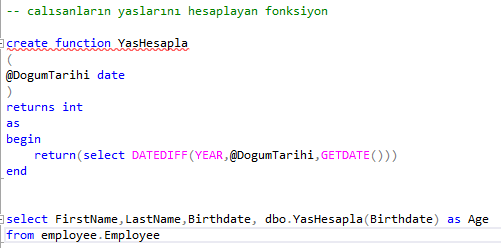 -- calısanların yaslarını hesaplayan fonksiyon
create function YasHesapla
(
@DogumTarihi date
)
returns int
as
begin
return(select DATEDIFF(YEAR,@DogumTarihi,GETDATE()))
end
select FirstName,LastName,Birthdate, dbo.YasHesapla(Birthdate) as Age
from employee.Employee